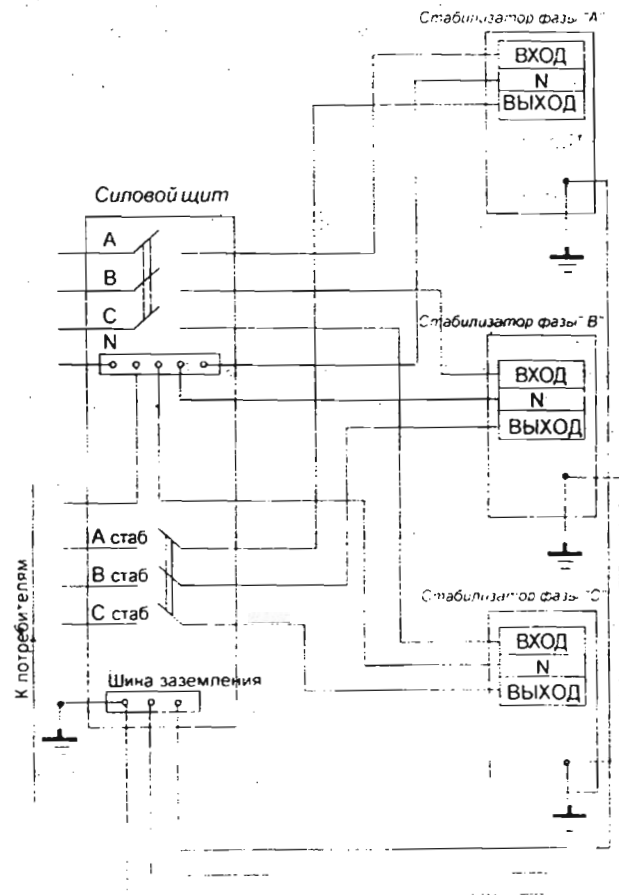 Стабилизатор фазы "А"
ВХОД
N
ВЫХОД
Силовой щит
А
В
С
N
Стабилизатор фазы "В"
ВХОД
N
ВЫХОД
А стаб
В стаб
С стаб
К потребителям
Стабилизатор фазы "С"
ВХОД
N
ВЫХОД
Шина заземления